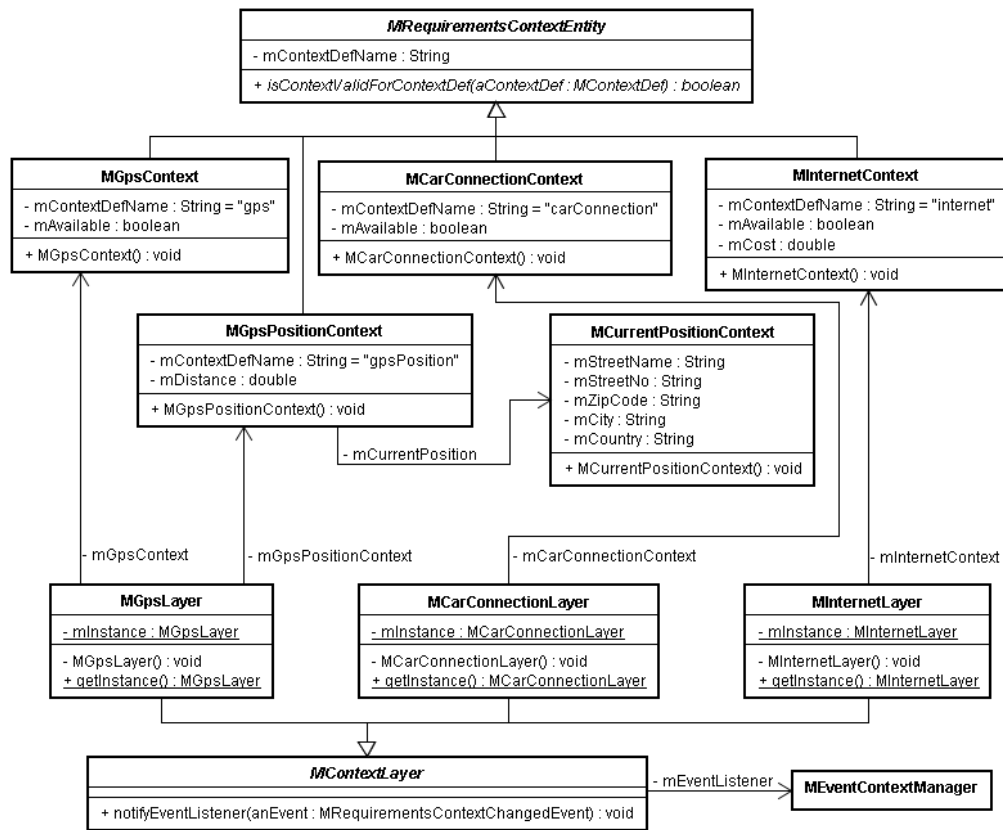 MRequirementsContextEntity
- mContextDefName : String
+ isContextValidForContextDef(aContextDef : MContextDef) : boolean
MGpsContext
- mContextDefName : String = "gps"
- mAvailable : boolean
+ MGpsContext() : void
MCarConnectionContext
- mContextDefName : String = "carConnection"
- mAvailable : boolean
+ MCarConnectionContext() : void
MInternetContext
- mContextDefName : String = "internet"
- mAvailable : boolean
- mCost : double
+ MInternetContext() : void
MGpsPositionContext
- mContextDefName : String = "gpsPosition"
- mDistance : double
+ MGpsPositionContext() : void
MCurrentPositionContext
- mStreetName : String
- mStreetNo : String
- mZipCode : String
- mCity : String
- mCountry : String
+ MCurrentPositionContext() : void
- mCurrentPosition
- mGpsContext
- mGpsPositionContext
- mCarConnectionContext
- mInternetContext
MGpsLayer
- mInstance : MGpsLayer
- MGpsLayer() : void
+ getInstance() : MGpsLayer
MCarConnectionLayer
- mInstance : MCarConnectionLayer
- MCarConnectionLayer() : void
+ getInstance() : MCarConnectionLayer
MInternetLayer
- mInstance : MInternetLayer
- MInternetLayer() : void
+ getInstance() : MInternetLayer
MContextLayer
+ notifyEventListener(anEvent : MRequirementsContextChangedEvent) : void
- mEventListener
MEventContextManager